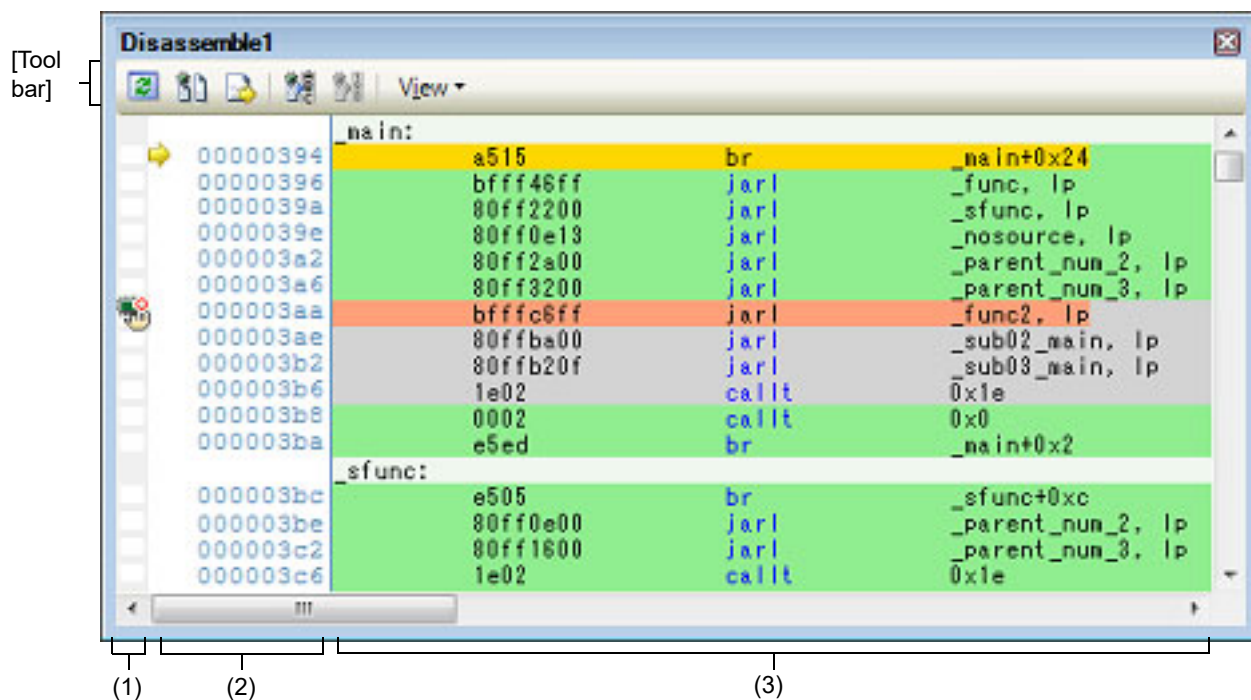 Disassemble1
[Tool bar]
View
_main:
00000394 a515 br _main+0x24
00000396 bfff46ff jarl _func, lp
0000039a 80ff2200 jarl _sfunc, lp
0000039e 80ff0e13 jarl _nosource, lp
000003a2 80ff2a00 jarl _parent_num_2, lp
000003a6 80ff3200 jarl _parent_num_3, lp
000003aa bfffc6ff jarl _func2, lp
000003ae 80ffba00 jarl _sub02_main, lp
000003b2 80ffb20f jarl _sub03_main, lp
000003b6 1e02 callt 0x1e
000003b8 0002 callt 0x0
000003ba e5ed br _main+0x2
_sfunc:
000003bc e505 br _sfunc+0xc
000003be 80ff0e00 jarl _parent_num_2, lp
000003c2 80ff1600 jarl _parent_num_3, lp
000003c6 1e02 callt 0x1e
(1) (2) (3)